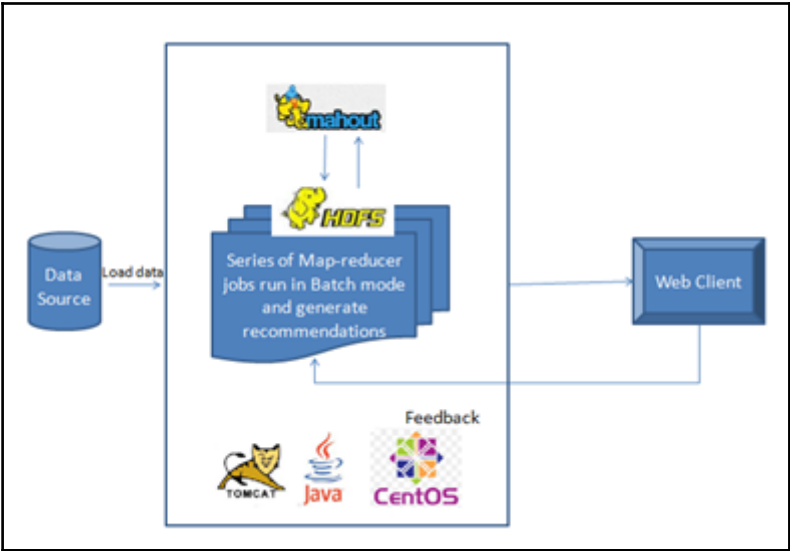 mahout
HDFS
Series of Map-reducer
jobs run in Batch mode
and generate
recommendations
Data
Source
Load data
Web Client
Feedback
TOMCAT
Java
CentOS